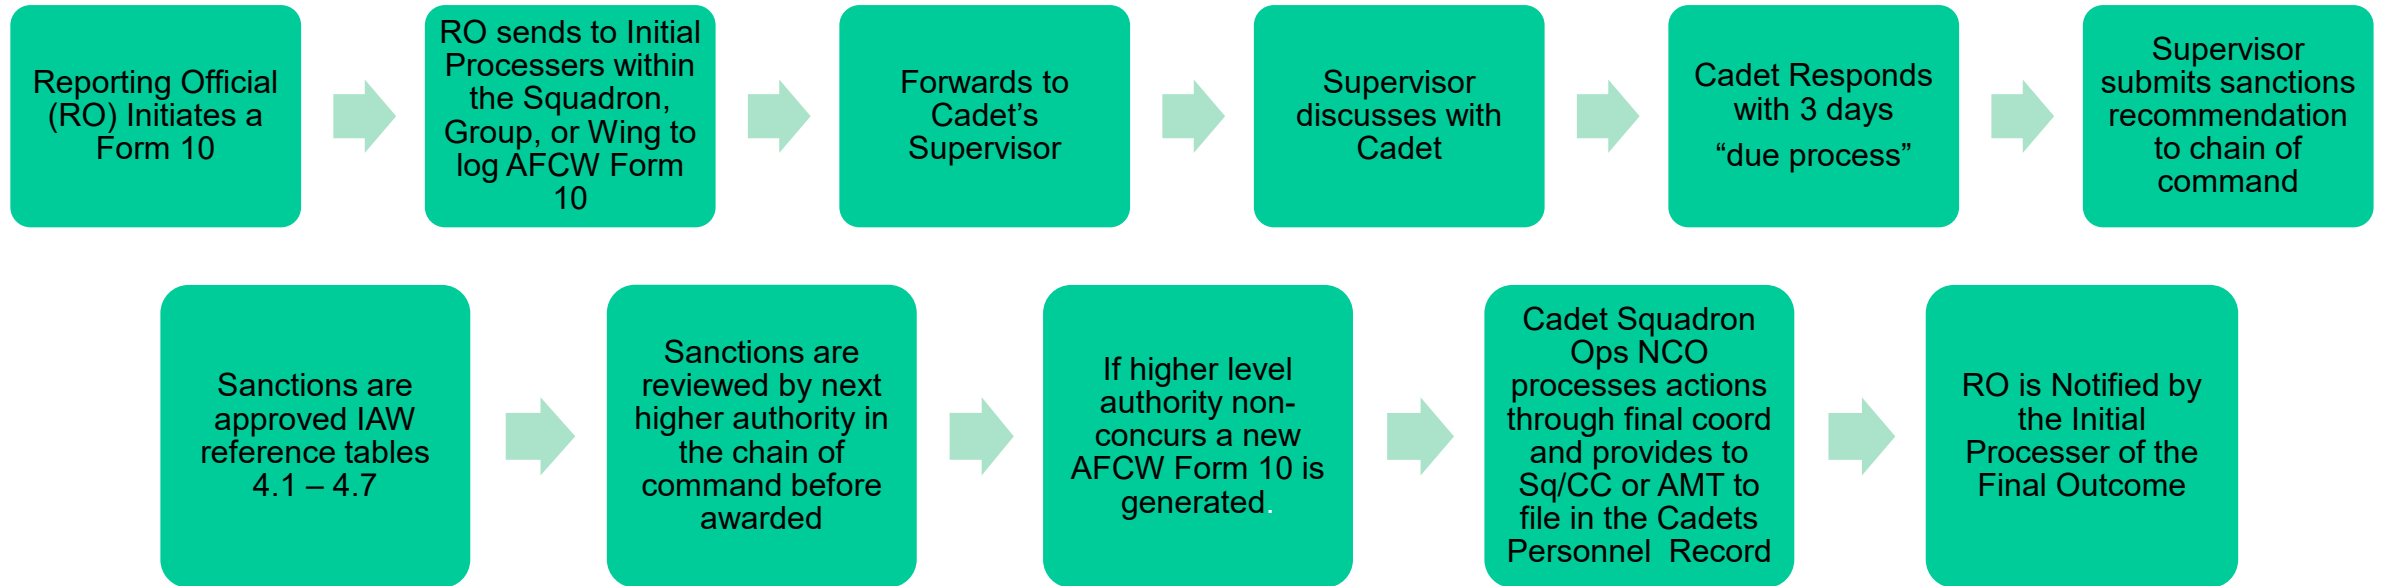 Reporting Official
(RO) Initiates a
Form 10
RO sends to Initial
Processers within
the Squadron,
Group, or Wing to
log AFCW Form
10
Forwards to
Cadet’s
Supervisor
Supervisor
discusses with
Cadet
Cadet Responds
with 3 days
“due process”
Supervisor
submits sanctions
recommendation
to chain of
command
Sanctions are
approved IAW
reference tables
4.1 – 4.7
Sanctions are
reviewed by next
higher authority in
the chain of
command before
awarded
If higher level
authority non-
concurs a new
AFCW Form 10 is
generated.
Cadet Squadron
Ops NCO
processes actions
through final coord
and provides to
Sq/CC or AMT to
file in the Cadets
Personnel Record
RO is Notified by
the Initial
Processer of the
Final Outcome